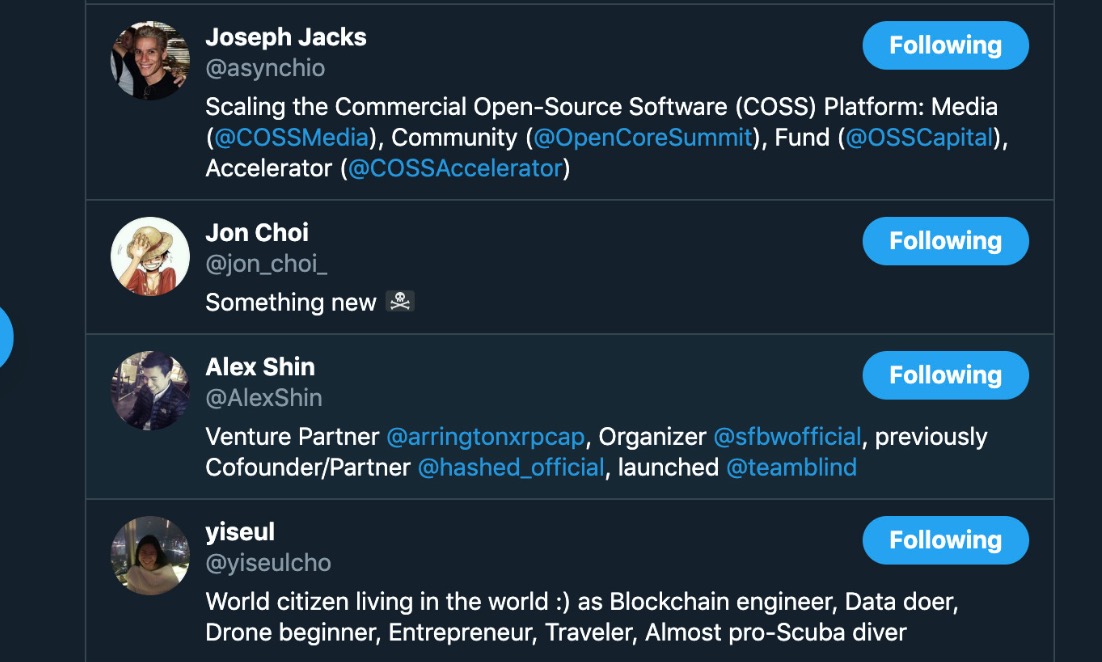 Joseph Jacks
Following
@asynchio
Scaling the Commercial Open-Source Software (COSS) Platform: Media
(@COSSMedia), Community (@OpenCoreSummit), Fund (@OSSCapital),
Accelerator (@COSSAccelerator)
Jon Choi
Following
@jon_choi_
Something new ☠️
Alex Shin
Following
@AlexShin
Venture Partner @arringtonxrpcap, Organizer @sfbwofficial, previously
Cofounder/Partner @hashed_official, launched @teamblind
yiseul
Following
@yiseulcho
World citizen living in the world :) as Blockchain engineer, Data doer,
Drone beginner, Entrepreneur, Traveler, Almost pro-Scuba diver